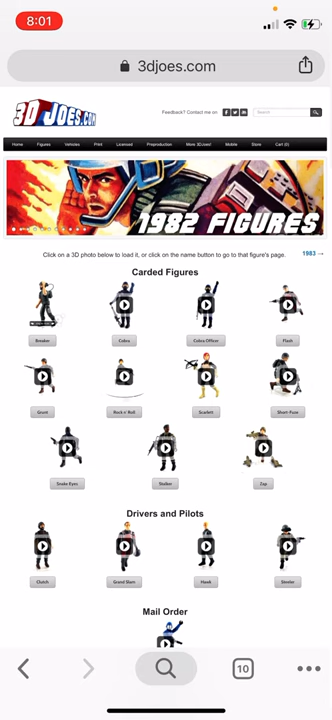 8:01
3djoes.com
3D JOES.COM
Feedback? Contact me on
Search
Home Figures Vehicles Print Licensed Preproduction More 3DJoes! Mobile Store Cart (0)
1982 FIGURES
Click on a 3D photo below to load it, or click on the name button to go to that figure's page.
1983 →
Carded Figures
Breaker Cobra Cobra Officer Flash
Grunt Rock n' Roll Scarlett Short-Fuze
Snake Eyes Stalker Zap
Drivers and Pilots
Clutch Grand Slam Hawk Steeler
Mail Order
10